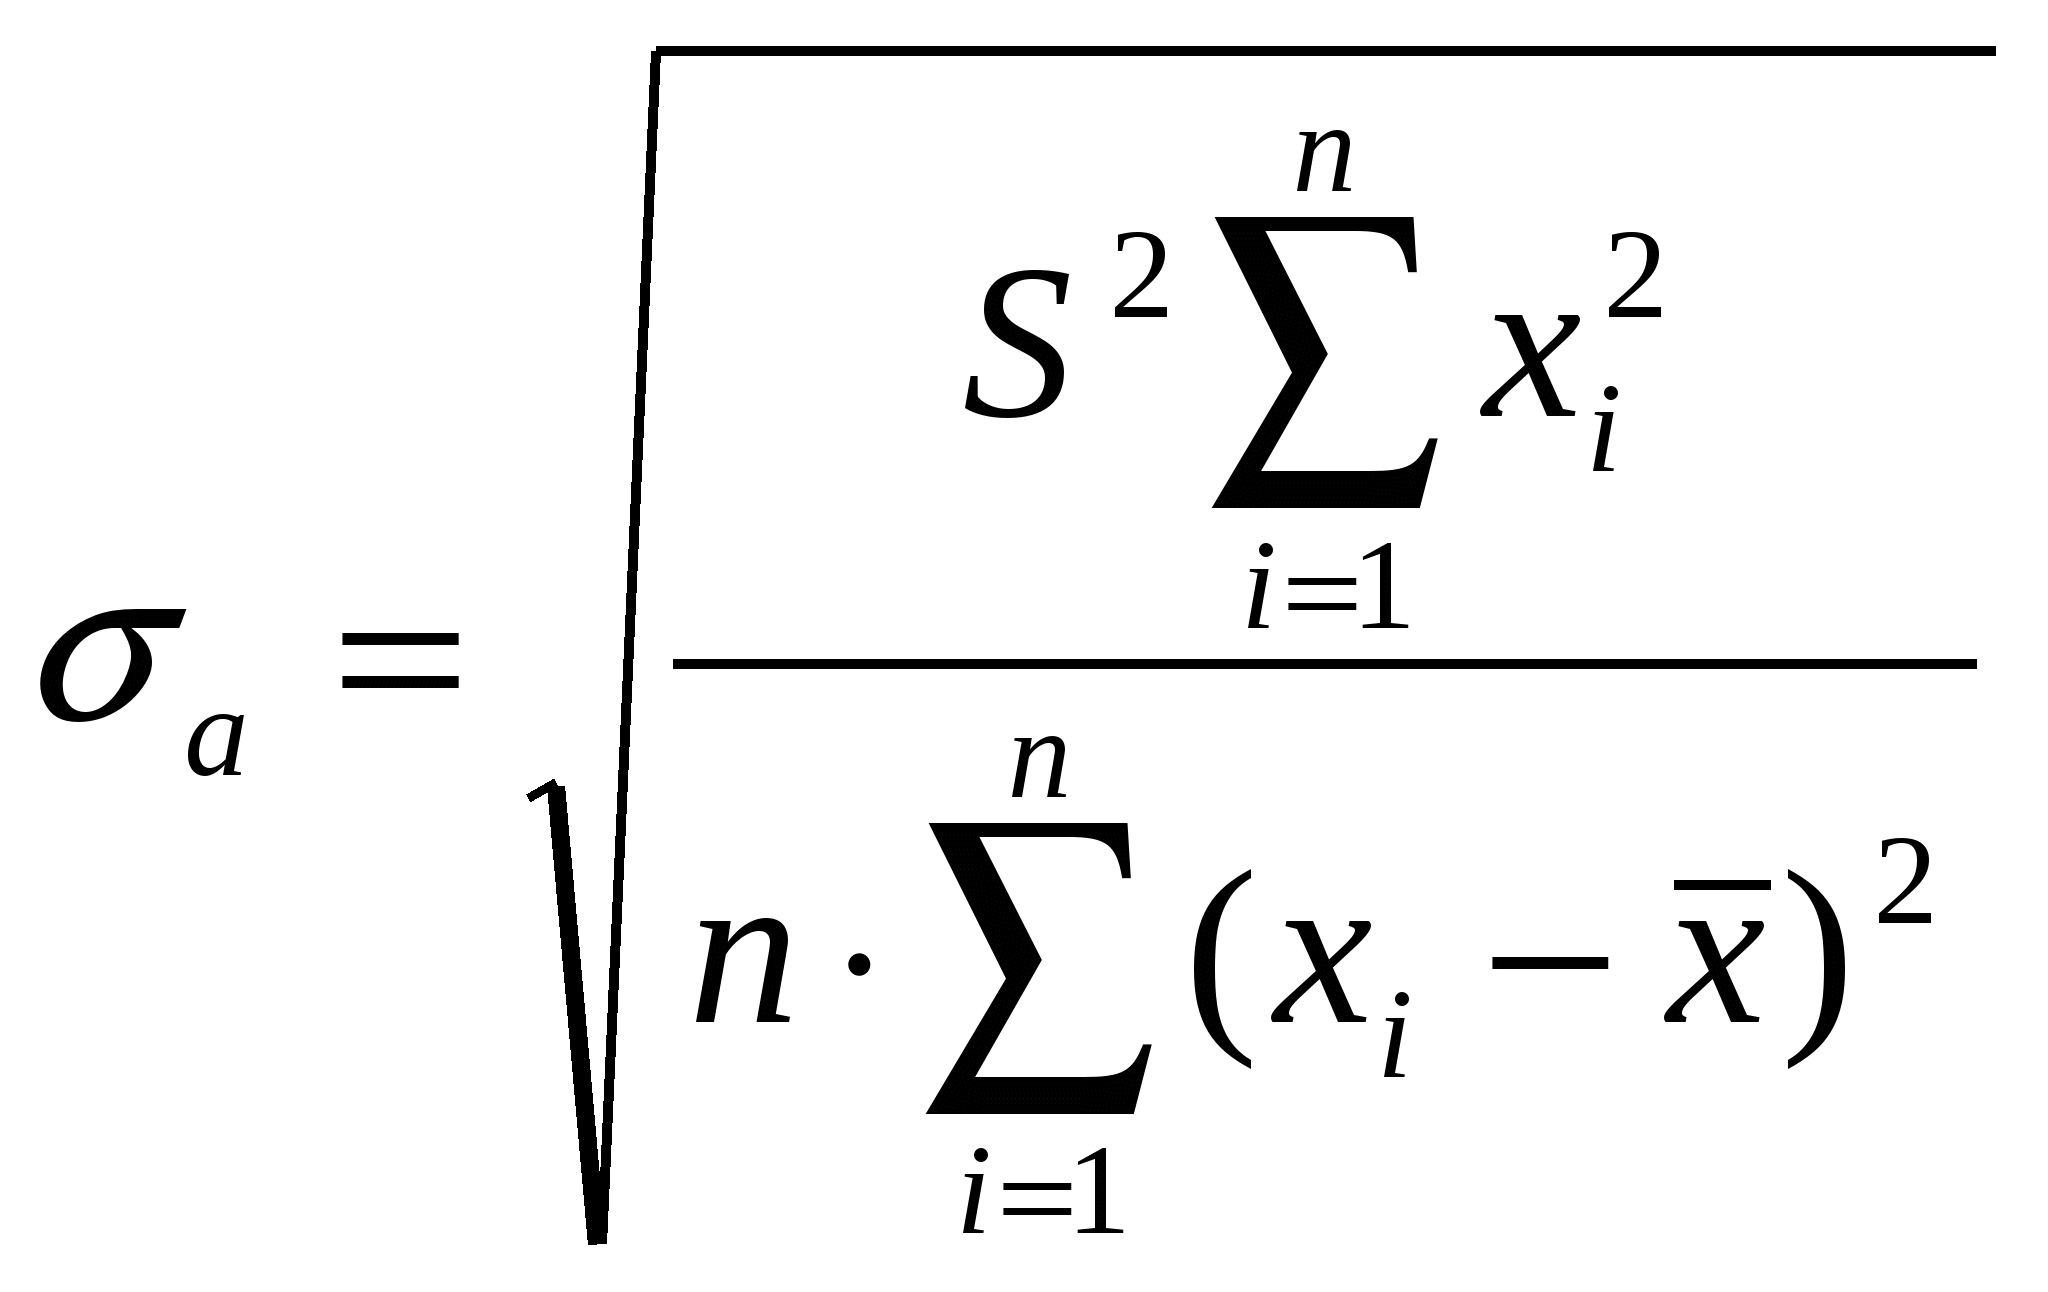 σ_a = √( (S² ∑_{i=1}^{n} x_i²) / (n · ∑_{i=1}^{n} (x_i − x̄)²) )